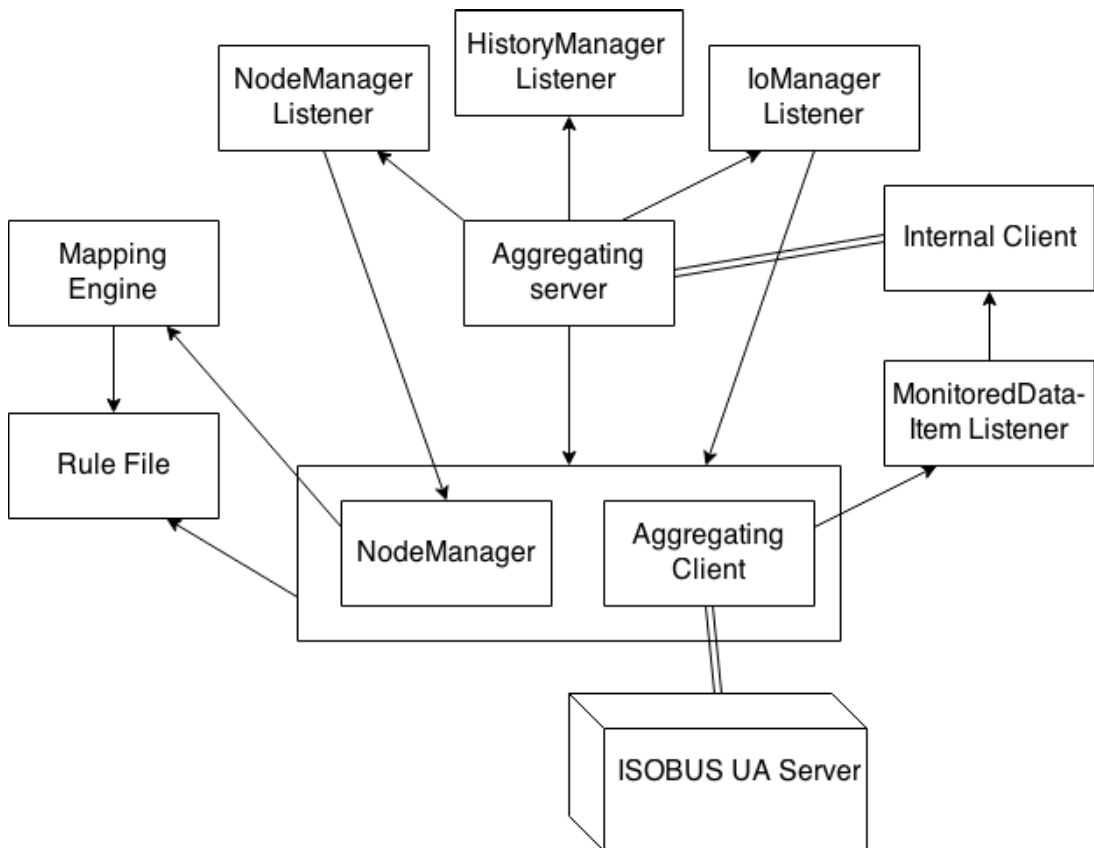 HistoryManager
Listener
NodeManager
Listener
IoManager
Listener
Mapping
Engine
Aggregating
server
Internal Client
MonitoredData-
Item Listener
Rule File
NodeManager
Aggregating
Client
ISOBUS UA Server